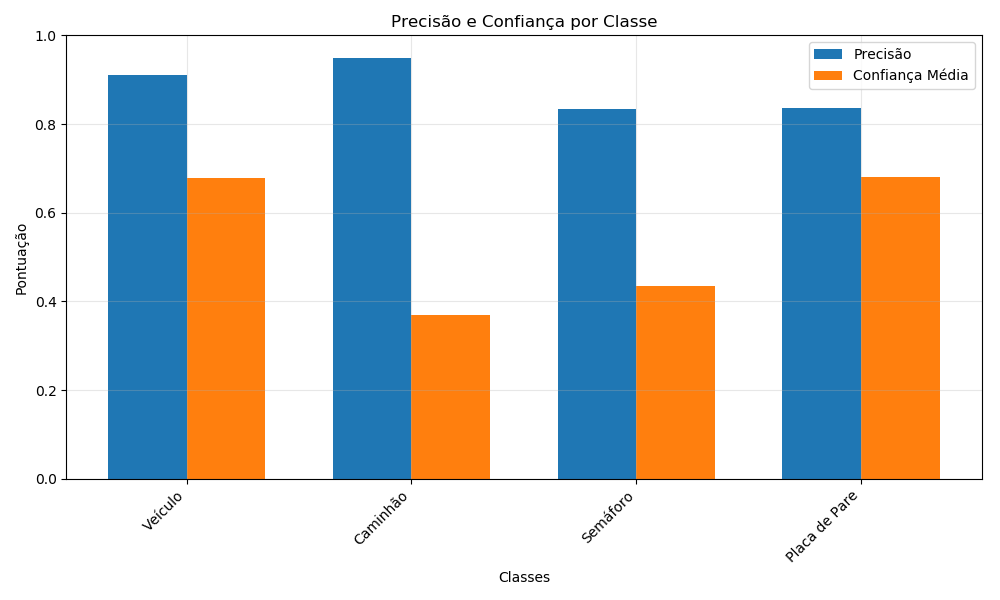 Precisão e Confiança por Classe
Precisão
Confiança Média
Pontuação
1.0
0.8
0.6
0.4
0.2
0.0
Veículo
Caminhão
Semáforo
Placa de Pare
Classes